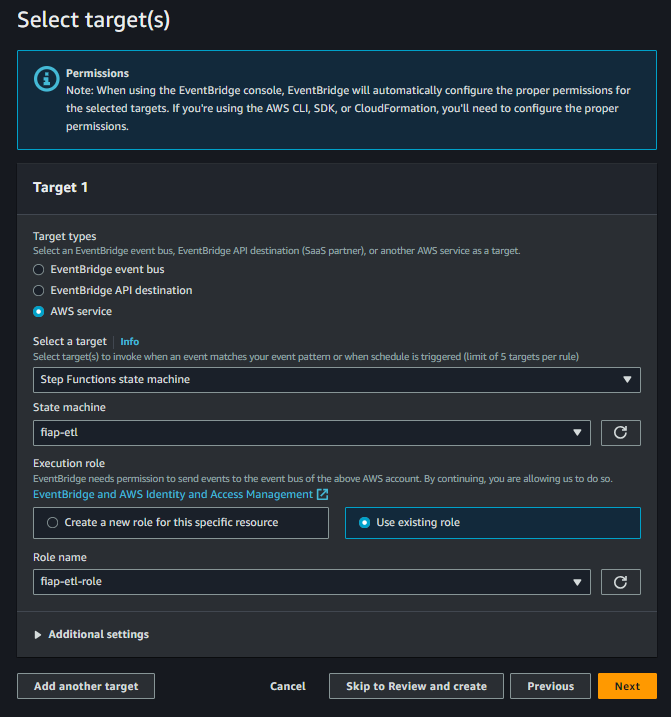 Select target(s)
Permissions
Note: When using the EventBridge console, EventBridge will automatically configure the proper permissions for
the selected targets. If you're using the AWS CLI, SDK, or CloudFormation, you'll need to configure the proper
permissions.
Target 1
Target types
Select an EventBridge event bus, EventBridge API destination (SaaS partner), or another AWS service as a target.
EventBridge event bus
EventBridge API destination
AWS service
Select a target Info
Select target(s) to invoke when an event matches your event pattern or when schedule is triggered (limit of 5 targets per rule)
Step Functions state machine
State machine
fiap-etl
Execution role
EventBridge needs permission to send events to the event bus of the above AWS account. By continuing, you are allowing us to do so.
EventBridge and AWS Identity and Access Management
Create a new role for this specific resource Use existing role
Role name
fiap-etl-role
Additional settings
Add another target Cancel Skip to Review and create Previous Next